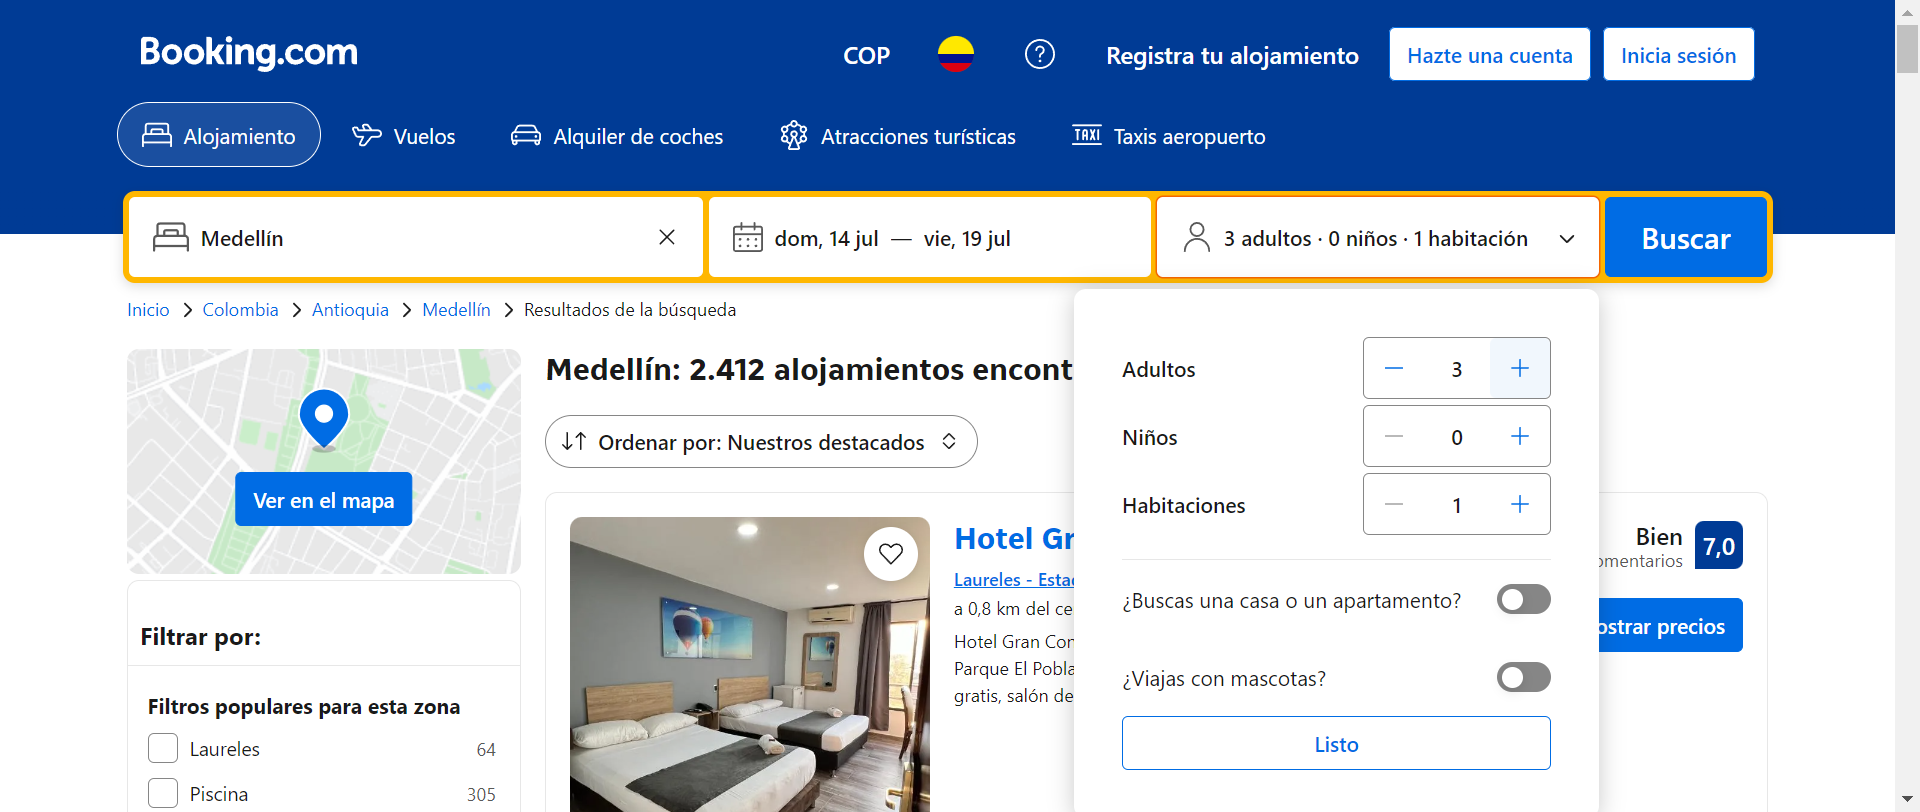 Booking.com
COP
Registra tu alojamiento
Hazte una cuenta
Inicia sesión
Alojamiento
Vuelos
Alquiler de coches
TAXI
Atracciones turísticas
Taxis aeropuerto
Medellín
dom, 14 jul — vie, 19 jul
3 adultos · 0 niños · 1 habitación
Buscar
Inicio
Colombia
Antioquia
Medellín
Resultados de la búsqueda
Ver en el mapa
Filtrar por:
Filtros populares para esta zona
Laureles 64
Piscina 305
Medellín: 2.412 alojamientos encont
Ordenar por: Nuestros destacados
Hotel Gr
Laureles - Esta
a 0,8 km del ce
Hotel Gran Con
Parque El Pobla
gratis, salón de
Adultos 3
Niños 0
Habitaciones 1
¿Buscas una casa o un apartamento?
¿Viajas con mascotas?
Listo
Bien
omentarios
7,0
ostrar precios